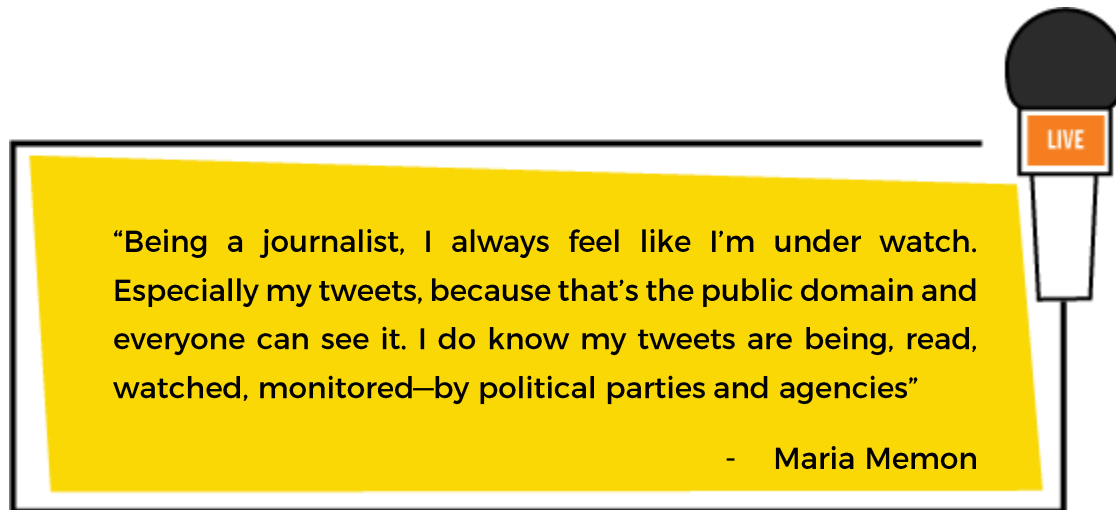 LIVE
“Being a journalist, I always feel like I’m under watch.
Especially my tweets, because that’s the public domain and
everyone can see it. I do know my tweets are being, read,
watched, monitored—by political parties and agencies”
- Maria Memon